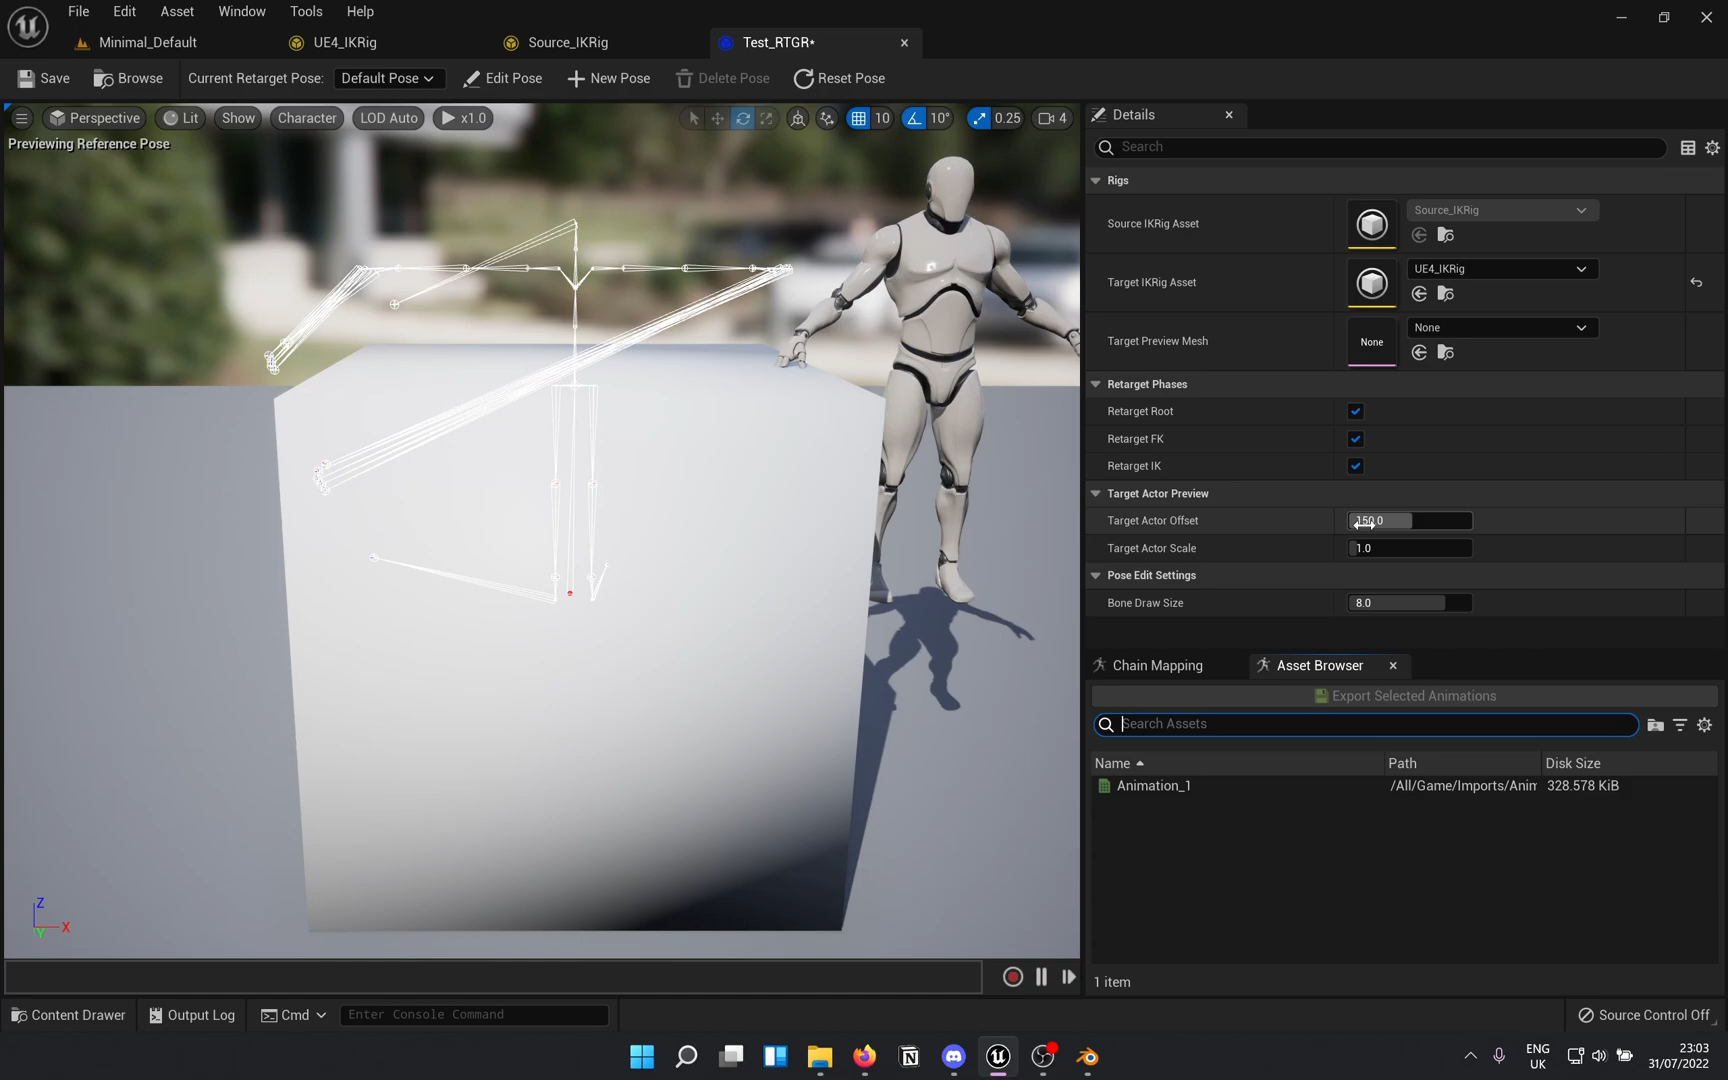 File Edit Asset Window Tools Help
Minimal_Default UE4_IKRig Source_IKRig Test_RTGR*
Save Browse Current Retarget Pose: Default Pose Edit Pose New Pose Delete Pose Reset Pose
Perspective Lit Show Character LOD Auto x1.0 10 10° 0.25 4
Previewing Reference Pose
Details
Search
Rigs
Source IKRig Asset Source_IKRig
Target IKRig Asset UE4_IKRig
Target Preview Mesh None None
Retarget Phases
Retarget Root
Retarget FK
Retarget IK
Target Actor Preview
Target Actor Offset 150.0
Target Actor Scale 1.0
Pose Edit Settings
Bone Draw Size 8.0
Chain Mapping Asset Browser
Export Selected Animations
Search Assets
Name Path Disk Size
Animation_1 /All/Game/Imports/Anim 328.578 KiB
1 item
Z
X
Y
Content Drawer Output Log Cmd Enter Console Command Source Control Off
ENG
UK
23:03
31/07/2022